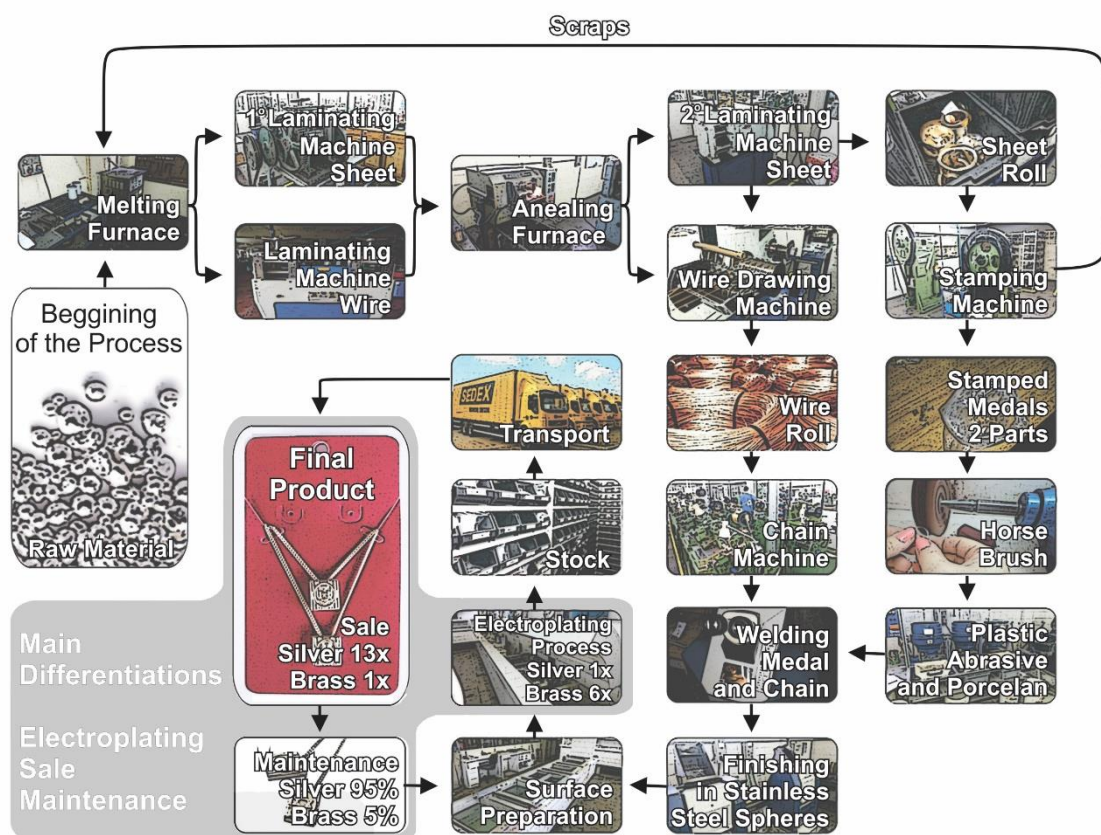 Scraps
1° Laminating
Machine
Sheet
2° Laminating
Machine
Sheet
Sheet
Roll
Melting
Furnace
Anealing
Furnace
Laminating
Machine
Wire
Wire Drawing
Machine
Stamping
Machine
Beggining
of the Process
Raw Material
SEDEX
Transport
Wire
Roll
Stamped
Medals
2 Parts
Final
Product
Sale
Silver 13x
Brass 1x
Stock
Chain
Machine
Horse
Brush
Main
Differentiations
Electroplating
Sale
Maintenance
Electroplating
Process
Silver 1x
Brass 6x
Welding
Medal
and Chain
Plastic
Abrasive
and Porcelan
Maintenance
Silver 95%
Brass 5%
Surface
Preparation
Finishing
in Stainless
Steel Spheres